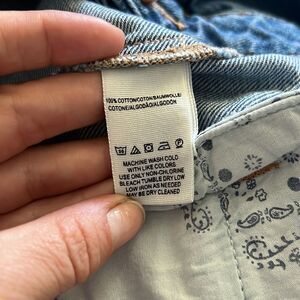 100% COTTON/COTON/BAUMWOLLE/
COTONE/ALGODÃO/ALGODÓN
MACHINE WASH COLD
WITH LIKE COLORS
USE ONLY NON-CHLORINE
BLEACH TUMBLE DRY LOW
LOW IRON AS NEEDED
MAY BE DRY CLEANED